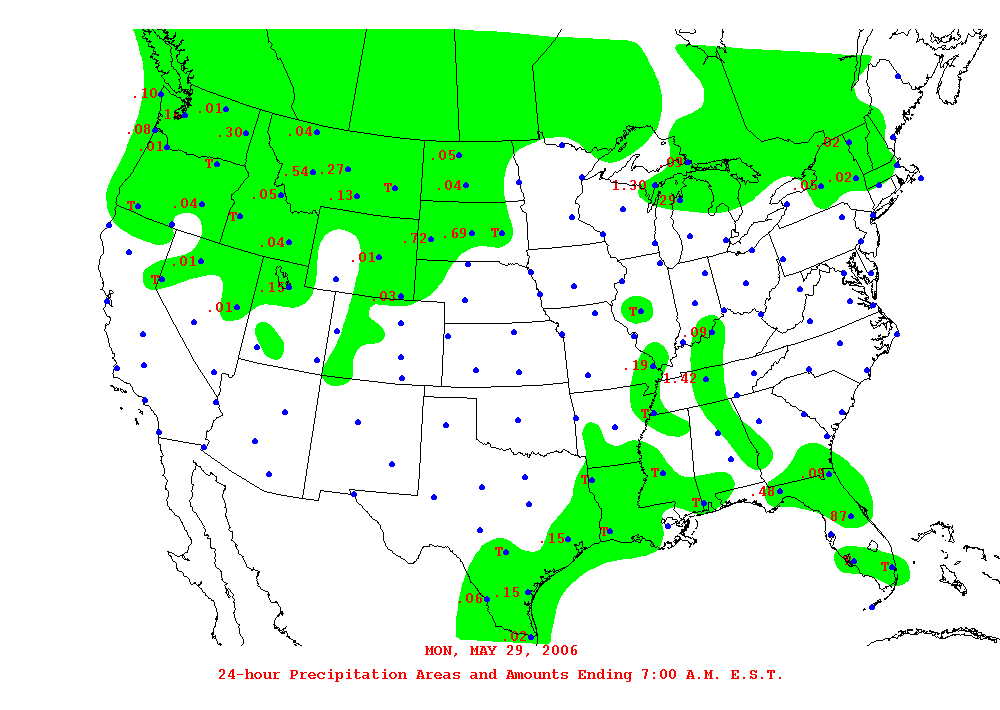 .10
.01
.08
.30
.04
.01
.02
.05
T
.09
.54 .27
.02
1.30
.05
.04
T
.13
.05
.29
T
.04
T
.72 .69 T
.04
.01
.01
T
.15
.03
.01
T
.09
.19
1.42
T
T
T
.09
.48
T
.87
T
.15
T
T
.06 .15
.02
MON, MAY 29, 2006
24-hour Precipitation Areas and Amounts Ending 7:00 A.M. E.S.T.